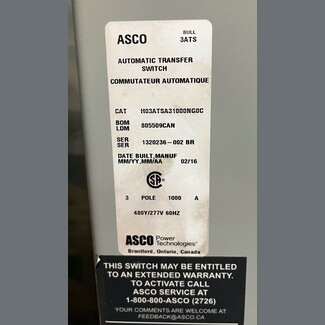 ASCO
BULL
3ATS
AUTOMATIC TRANSFER
SWITCH
COMMUTATEUR AUTOMATIQUE
CAT H03ATSA31000NG0C
BOM
LDM 805509CAN
SER
SER 1320236-002 BR
DATE BUILT,MANUF
MM/YY,MM/AA 02/16
3 POLE 1000 A
480Y/277V 60HZ
ASCO Power Technologies™
Brantford, Ontario, Canada
THIS SWITCH MAY BE ENTITLED
TO AN EXTENDED WARRANTY.
TO ACTIVATE CALL
ASCO SERVICE AT
1-800-800-ASCO (2726)
YOUR COMMENTS ARE WELCOME AT:
FEEDBACK@ASCO.CA